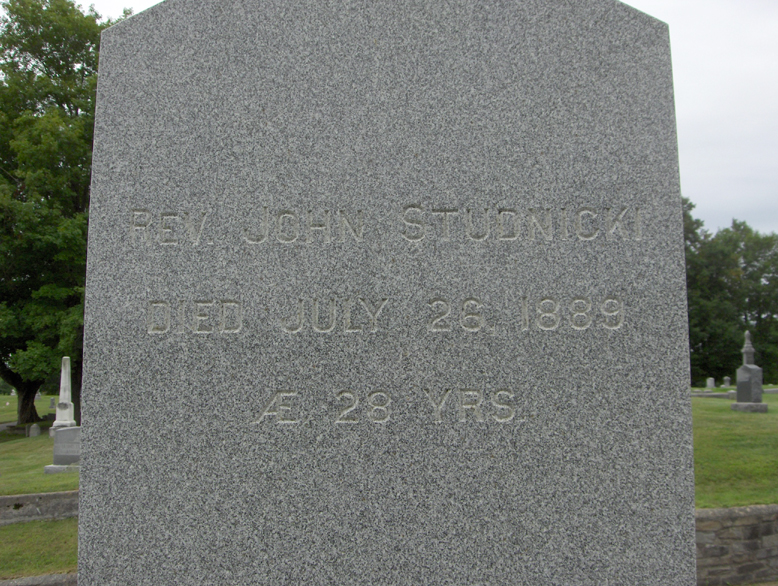 REV. JOHN STUDNICKI
DIED JULY 26, 1889
Æ. 28 YRS.